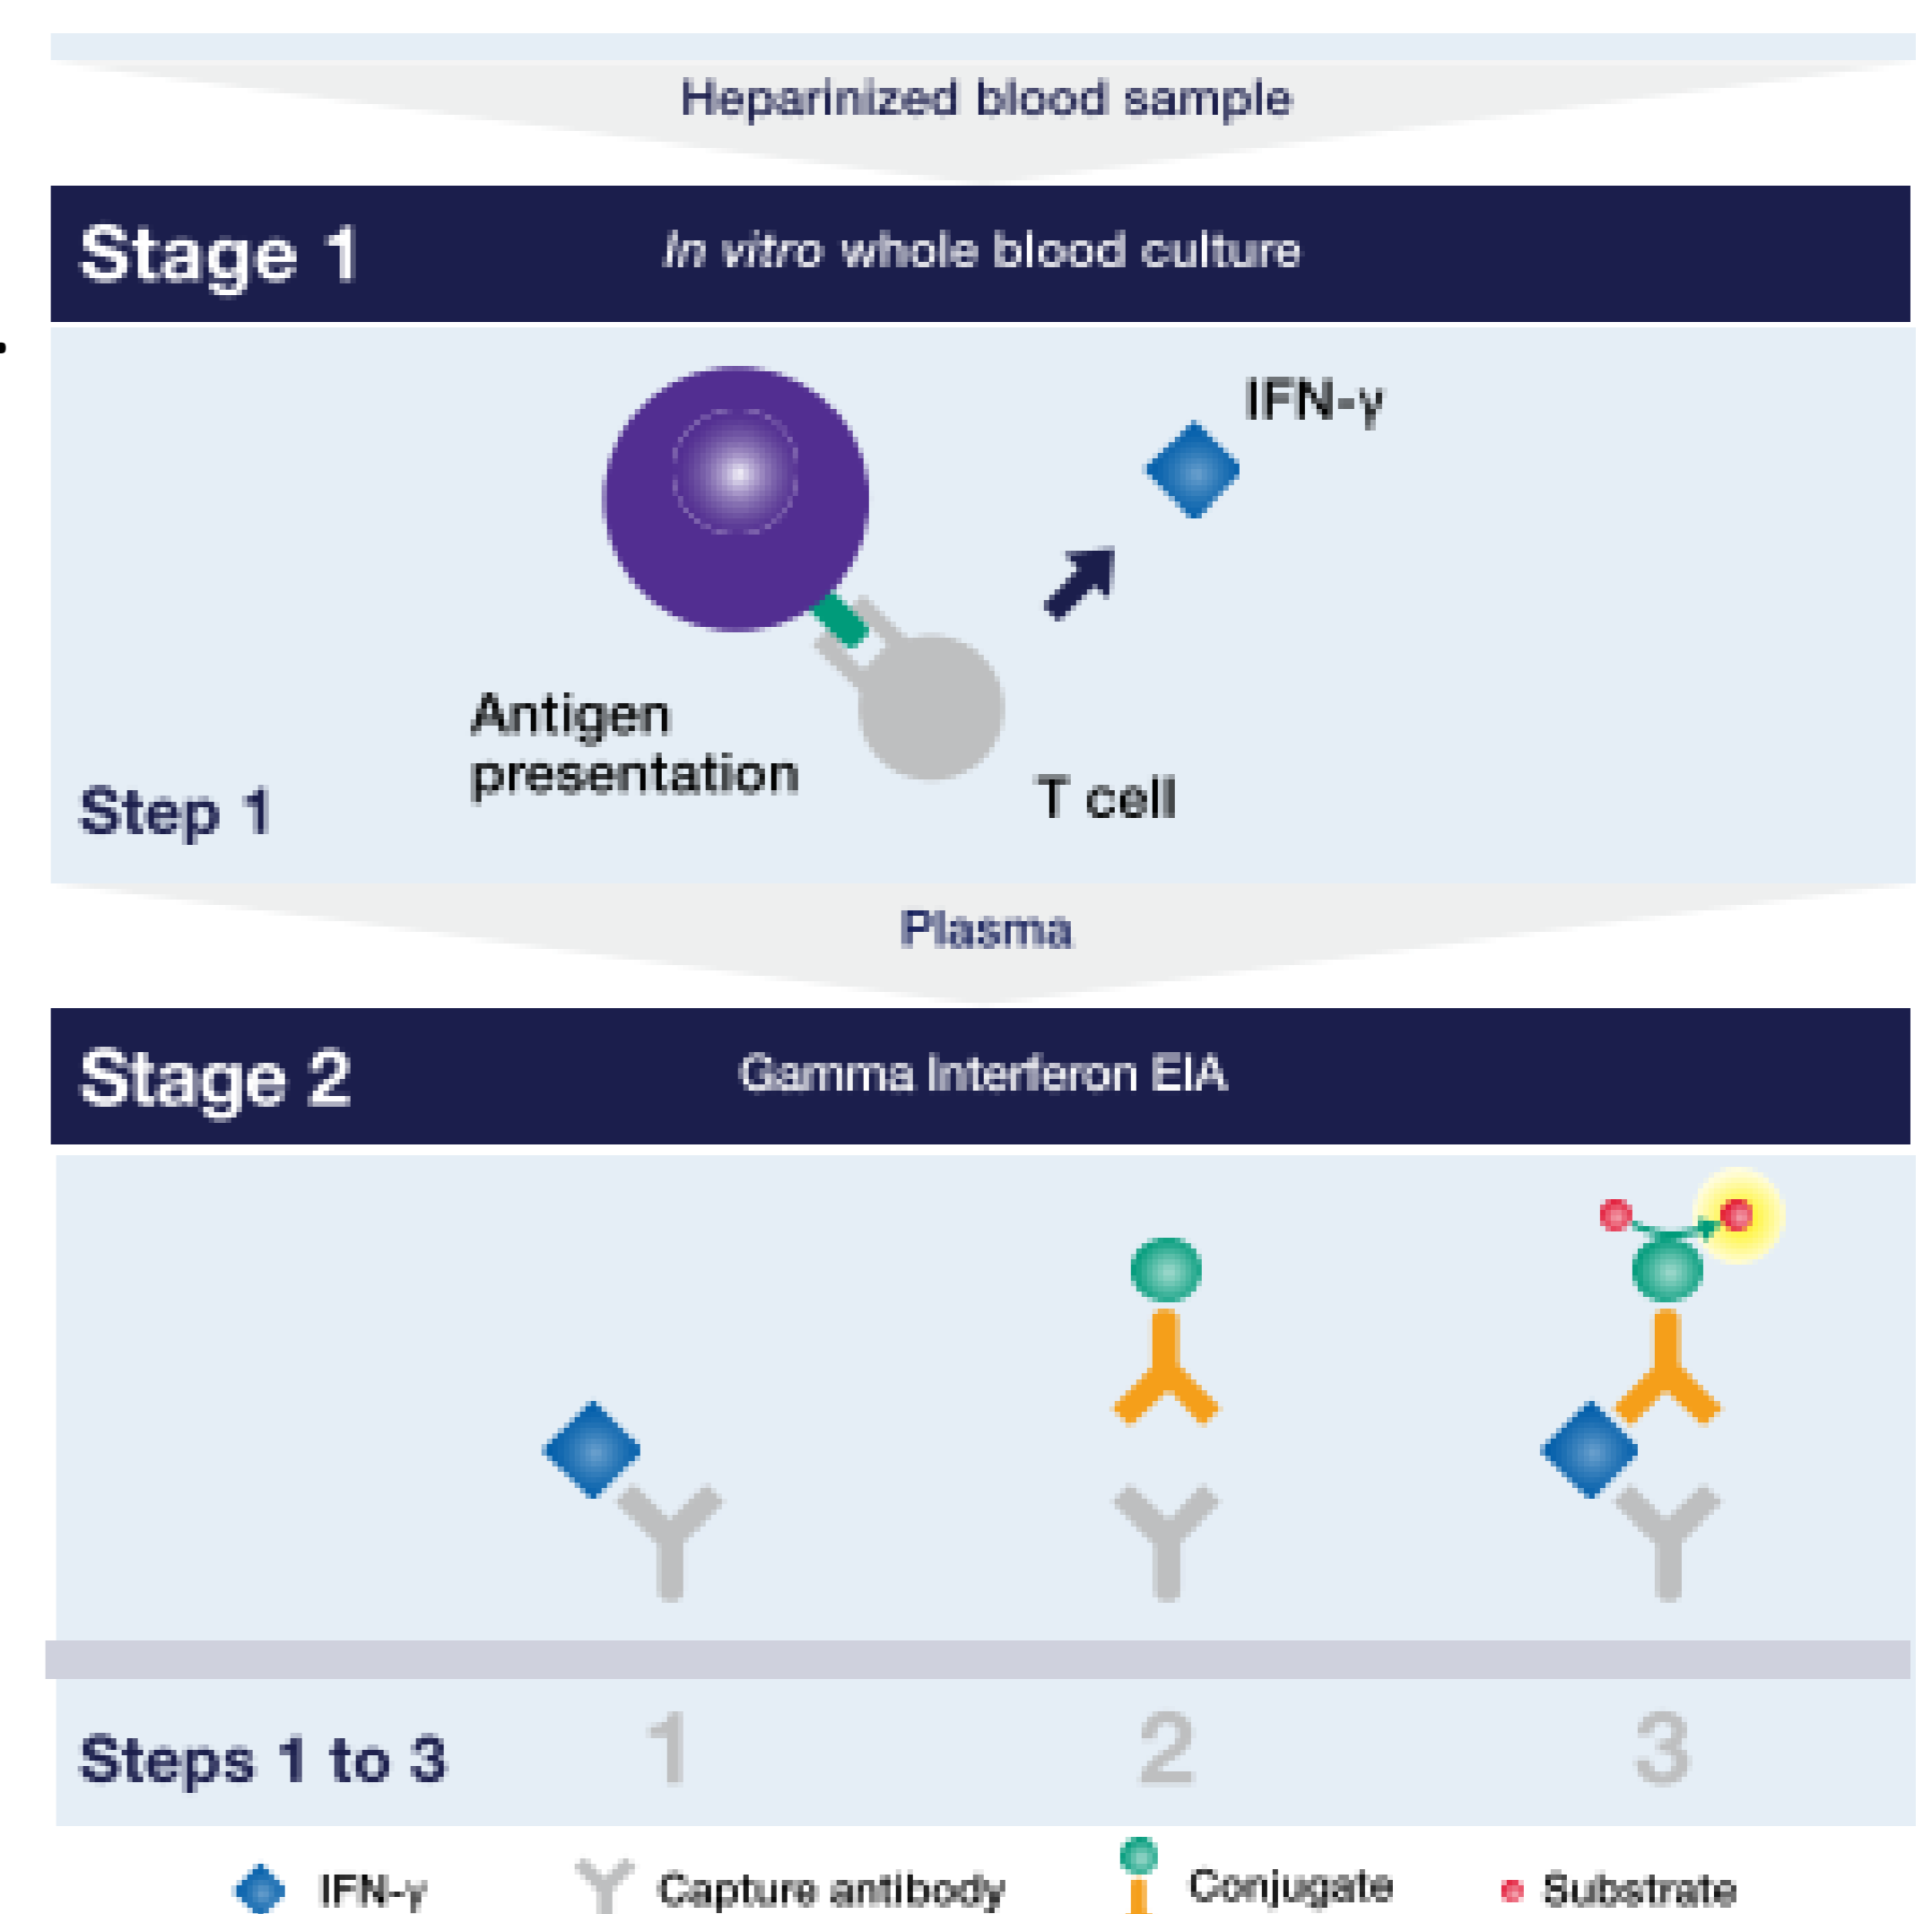 Heparinized blood sample
Stage 1
In vitro whole blood culture
IFN-γ
Antigen
presentation
T cell
Step 1
Plasma
Stage 2
Gamma Interferon EIA
Steps 1 to 3
1
2
3
IFN-γ
Capture antibody
Conjugate
Substrate